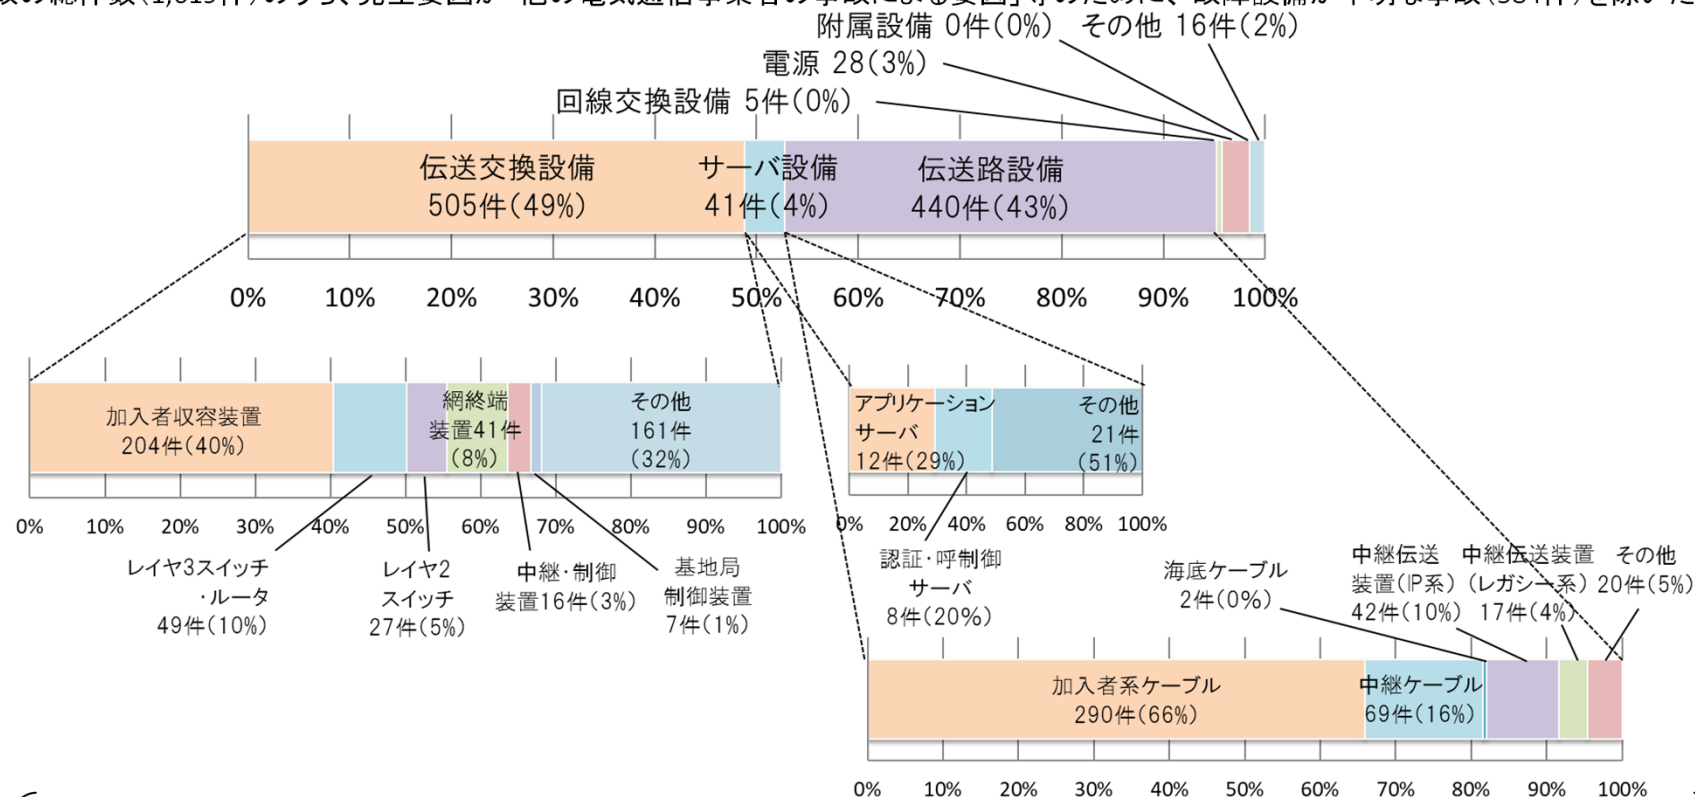 附属設備 0件(0%) その他 16件(2%)
電源 28(3%)
回線交換設備 5件(0%)
伝送交換設備
505件(49%)
サーバ設備
41件(4%)
伝送路設備
440件(43%)
0% 10% 20% 30% 40% 50% 60% 70% 80% 90% 100%
加入者収容装置
204件(40%)
網終端
装置41件
(8%)
その他
161件
(32%)
0% 10% 20% 30% 40% 50% 60% 70% 80% 90% 100%
レイヤ3スイッチ
・ルータ
49件(10%)
レイヤ2
スイッチ
27件(5%)
中継・制御
装置16件(3%)
基地局
制御装置
7件(1%)
アプリケーション
サーバ
12件(29%)
その他
21件
(51%)
0% 20% 40% 60% 80% 100%
認証・呼制御
サーバ
8件(20%)
海底ケーブル
2件(0%)
中継伝送
装置(IP系)
42件(10%)
中継伝送装置
(レガシー系)
17件(4%)
その他
20件(5%)
加入者系ケーブル
290件(66%)
中継ケーブル
69件(16%)
0% 10% 20% 30% 40% 50% 60% 70% 80% 90% 100%